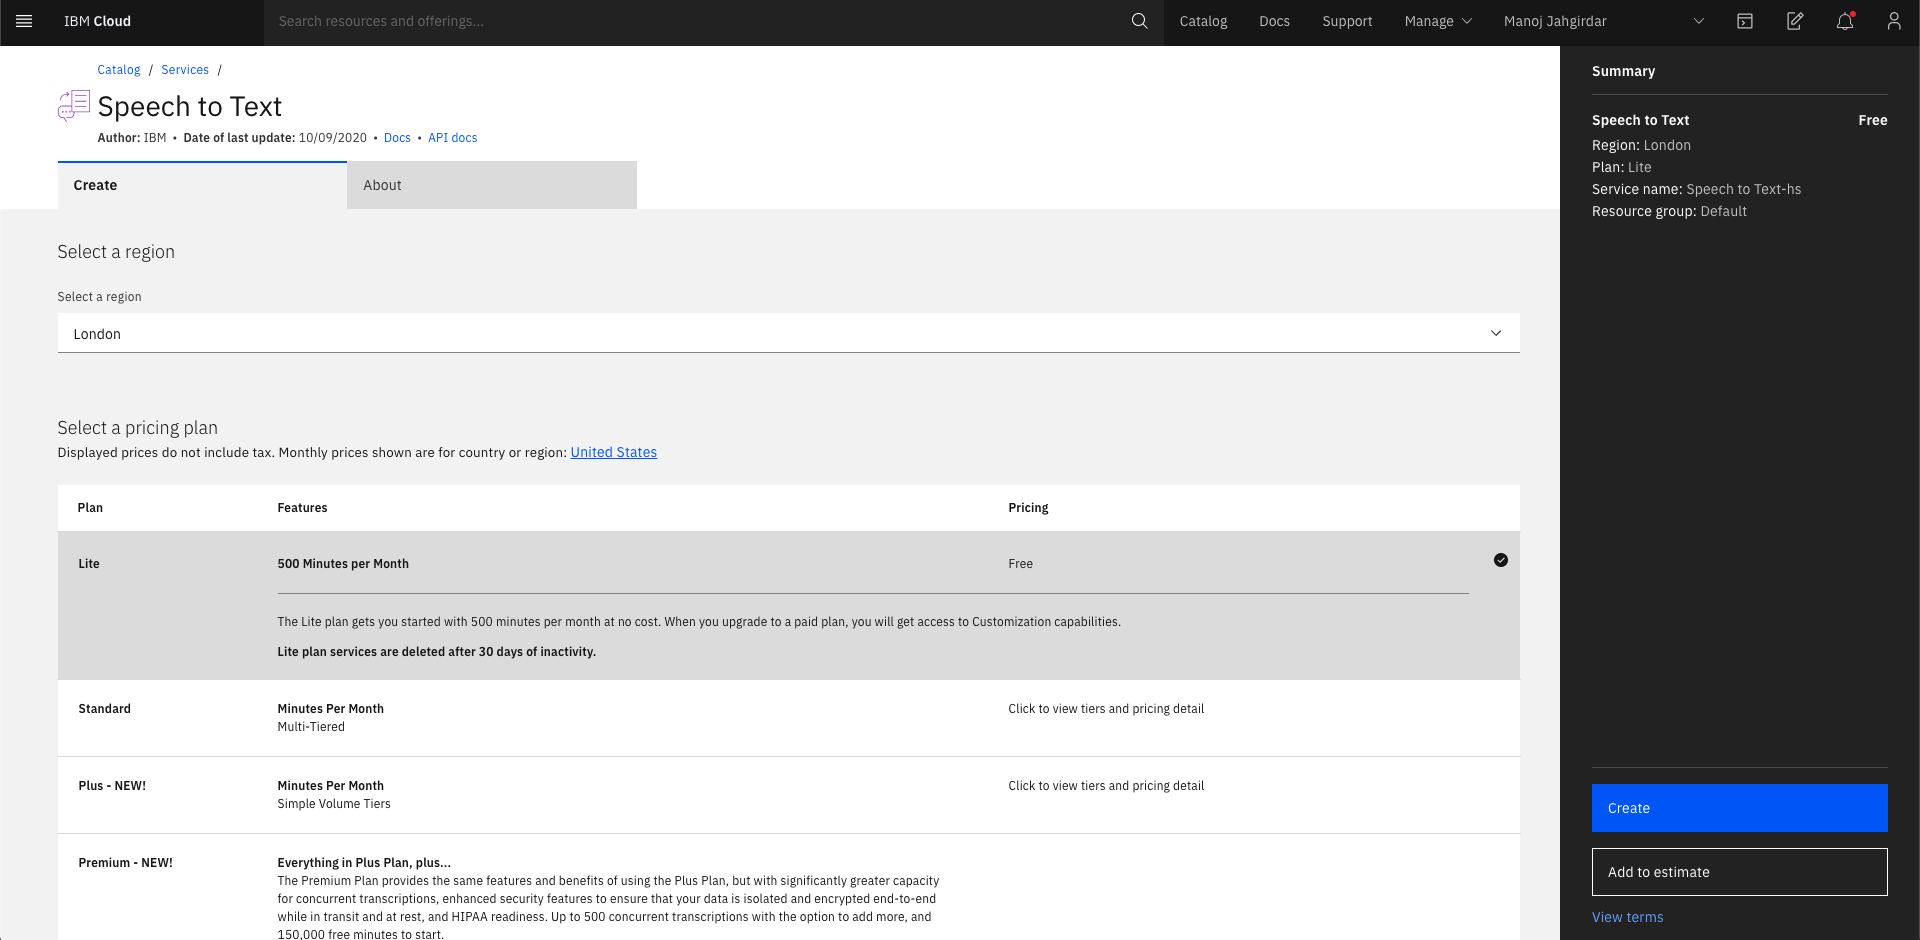 IBM Cloud
Search resources and offerings...
Catalog
Docs
Support
Manage
Manoj Jahgirdar
Catalog / Services /
Speech to Text
Author: IBM • Date of last update: 10/09/2020 • Docs • API docs
Create
About
Select a region
Select a region
London
Select a pricing plan
Displayed prices do not include tax. Monthly prices shown are for country or region: United States
Plan Features Pricing
Lite 500 Minutes per Month Free
The Lite plan gets you started with 500 minutes per month at no cost. When you upgrade to a paid plan, you will get access to Customization capabilities.
Lite plan services are deleted after 30 days of inactivity.
Standard Minutes Per Month Click to view tiers and pricing detail
Multi-Tiered
Plus - NEW! Minutes Per Month Click to view tiers and pricing detail
Simple Volume Tiers
Premium - NEW! Everything in Plus Plan, plus...
The Premium Plan provides the same features and benefits of using the Plus Plan, but with significantly greater capacity
for concurrent transcriptions, enhanced security features to ensure that your data is isolated and encrypted end-to-end
while in transit and at rest, and HIPAA readiness. Up to 500 concurrent transcriptions with the option to add more, and
150,000 free minutes to start.
Summary
Speech to Text Free
Region: London
Plan: Lite
Service name: Speech to Text-hs
Resource group: Default
Create
Add to estimate
View terms